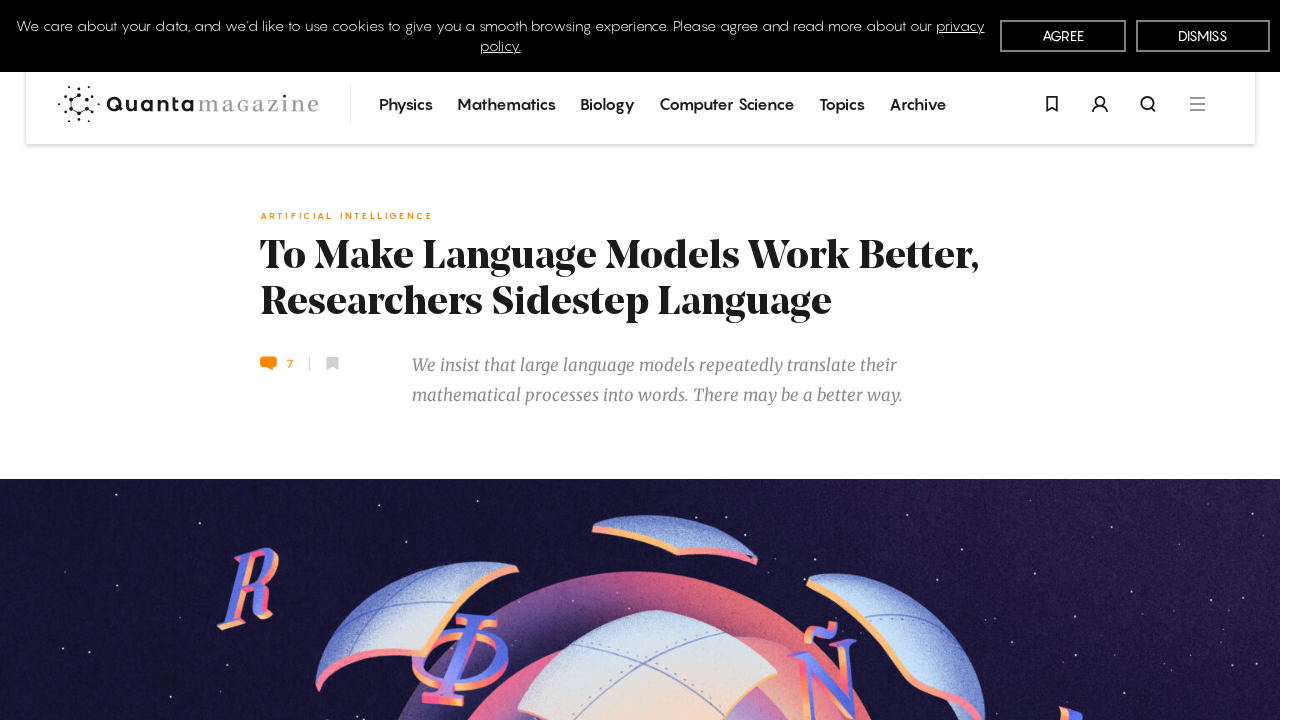 We care about your data, and we'd like to use cookies to give you a smooth browsing experience. Please agree and read more about our privacy
policy.
AGREE
DISMISS
Quanta magazine
Physics
Mathematics
Biology
Computer Science
Topics
Archive
ARTIFICIAL INTELLIGENCE
To Make Language Models Work Better,
Researchers Sidestep Language
7
We insist that large language models repeatedly translate their
mathematical processes into words. There may be a better way.
R
Φ
Ñ